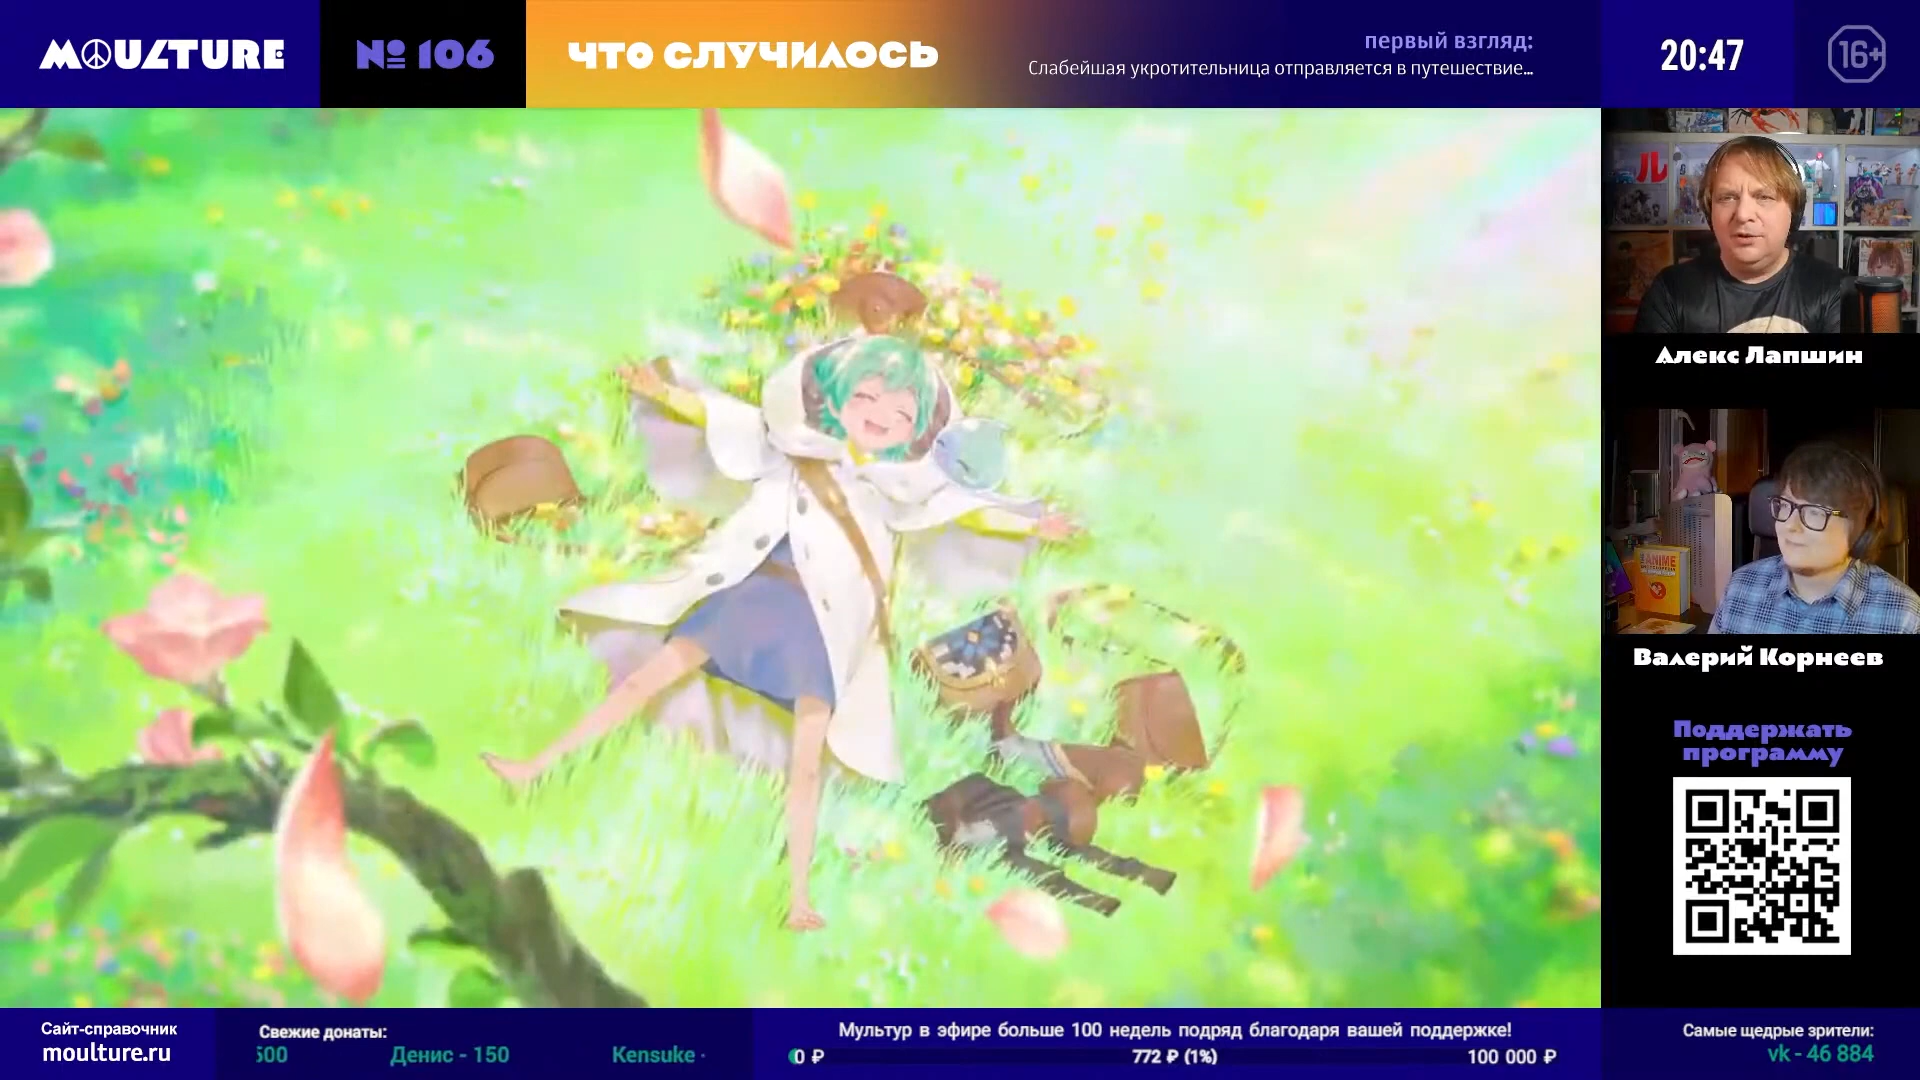 MOULTURE
№ 106
ЧТО СЛУЧИЛОСЬ
первый взгляд:
Слабейшая укротительница отправляется в путешествие...
20:47
16+
Алекс Лапшин
ANIME
Валерий Корнеев
Поддержать
программу
Сайт-справочник
moulture.ru
Свежие донаты:
500
Денис - 150
Kensuke ·
Мультур в эфире больше 100 недель подряд благодаря вашей поддержке!
0 ₽
772 ₽ (1%)
100 000 ₽
Самые щедрые зрители:
vk - 46 884